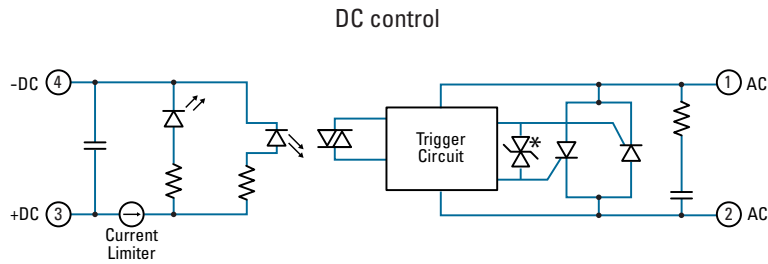 DC control
-DC 4
1 AC
Trigger
Circuit
*
+DC 3
2 AC
Current
Limiter